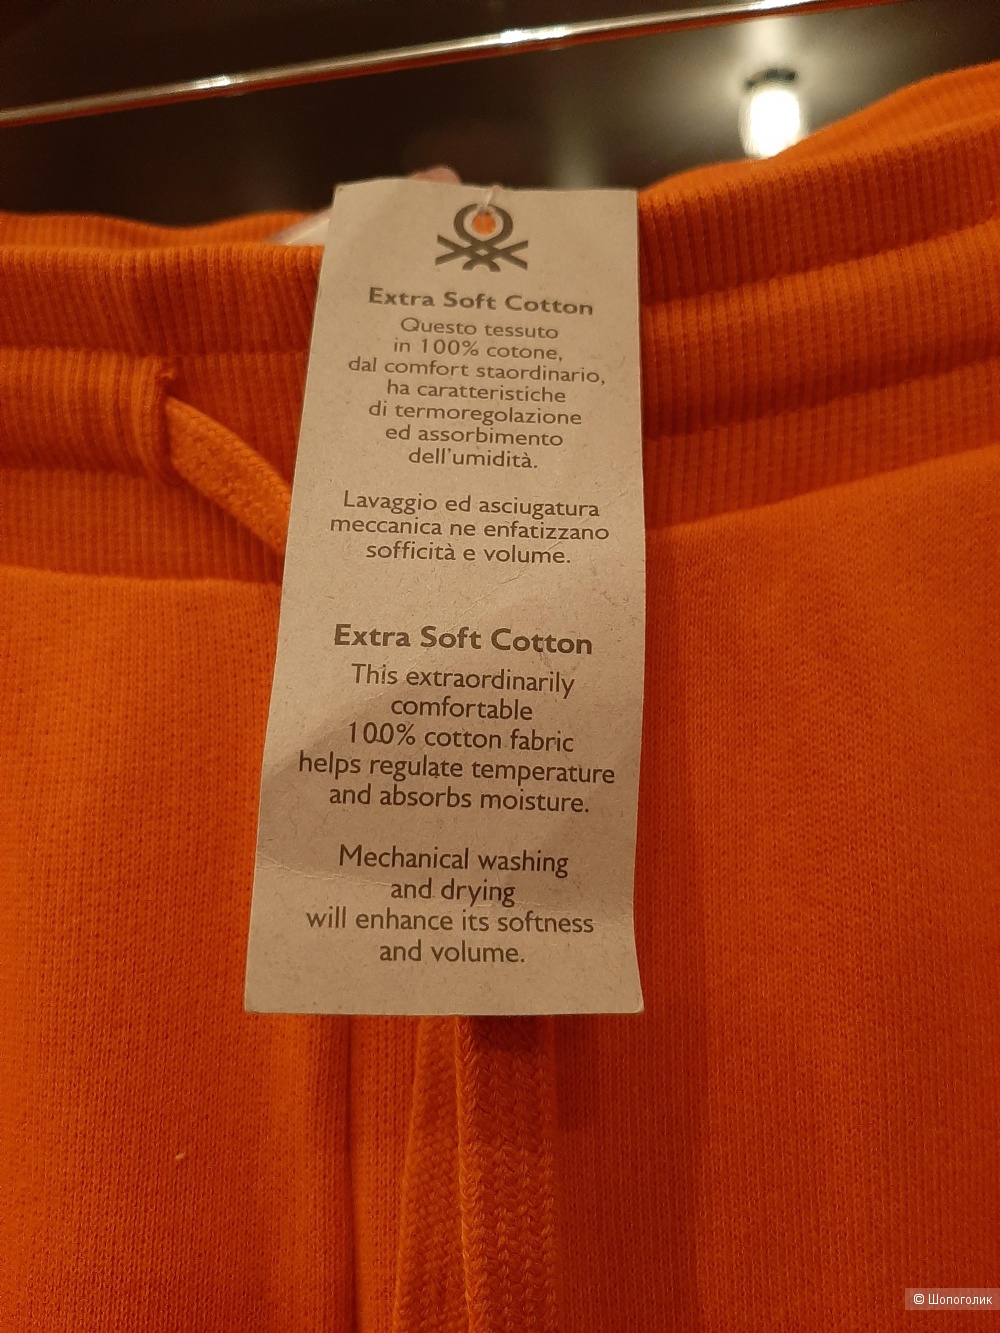 Extra Soft Cotton
Questo tessuto
in 100% cotone,
dal comfort staordinario,
ha caratteristiche
di termoregolazione
ed assorbimento
dell'umidità.
Lavaggio ed asciugatura
meccanica ne enfatizzano
sofficità e volume.
Extra Soft Cotton
This extraordinarily
comfortable
100% cotton fabric
helps regulate temperature
and absorbs moisture.
Mechanical washing
and drying
will enhance its softness
and volume.
© Шопоголик